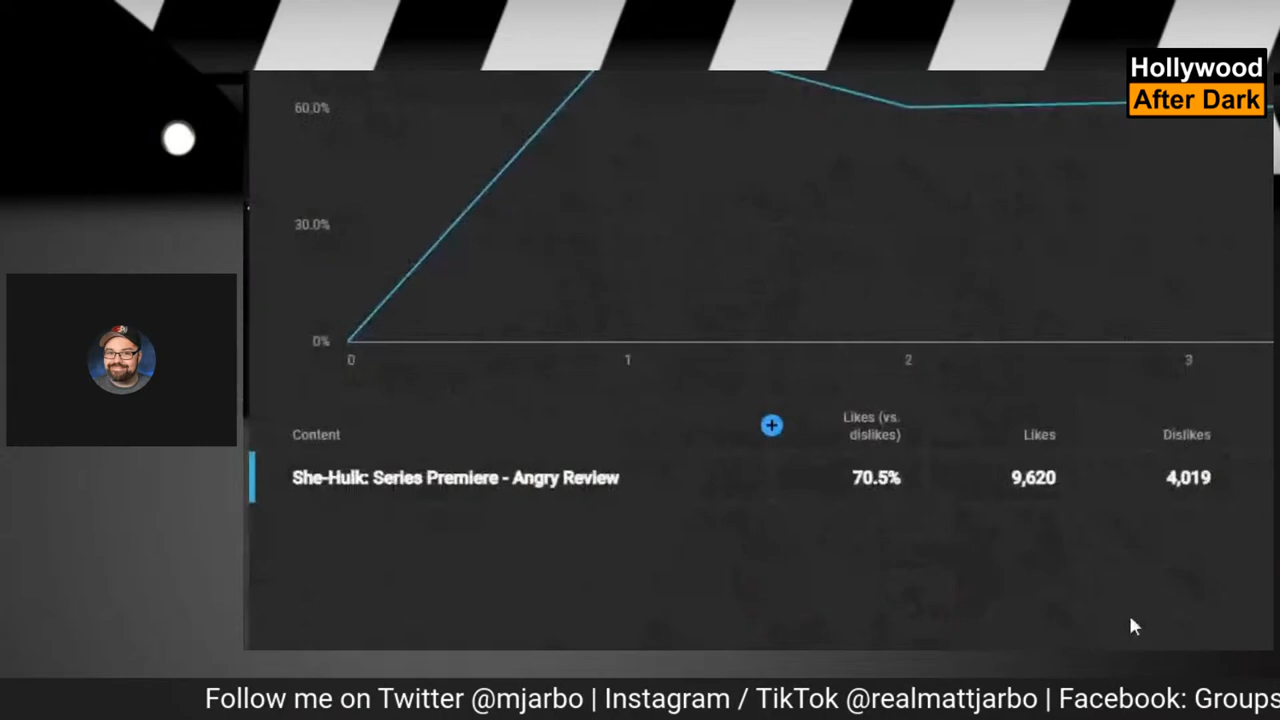 Hollywood
After Dark
60.0%
30.0%
0%
0
1
2
3
Content
Likes (vs. dislikes)
Likes
Dislikes
She-Hulk: Series Premiere - Angry Review
70.5%
9,620
4,019
Follow me on Twitter @mjarbo | Instagram / TikTok @realmattjarbo | Facebook: Groups